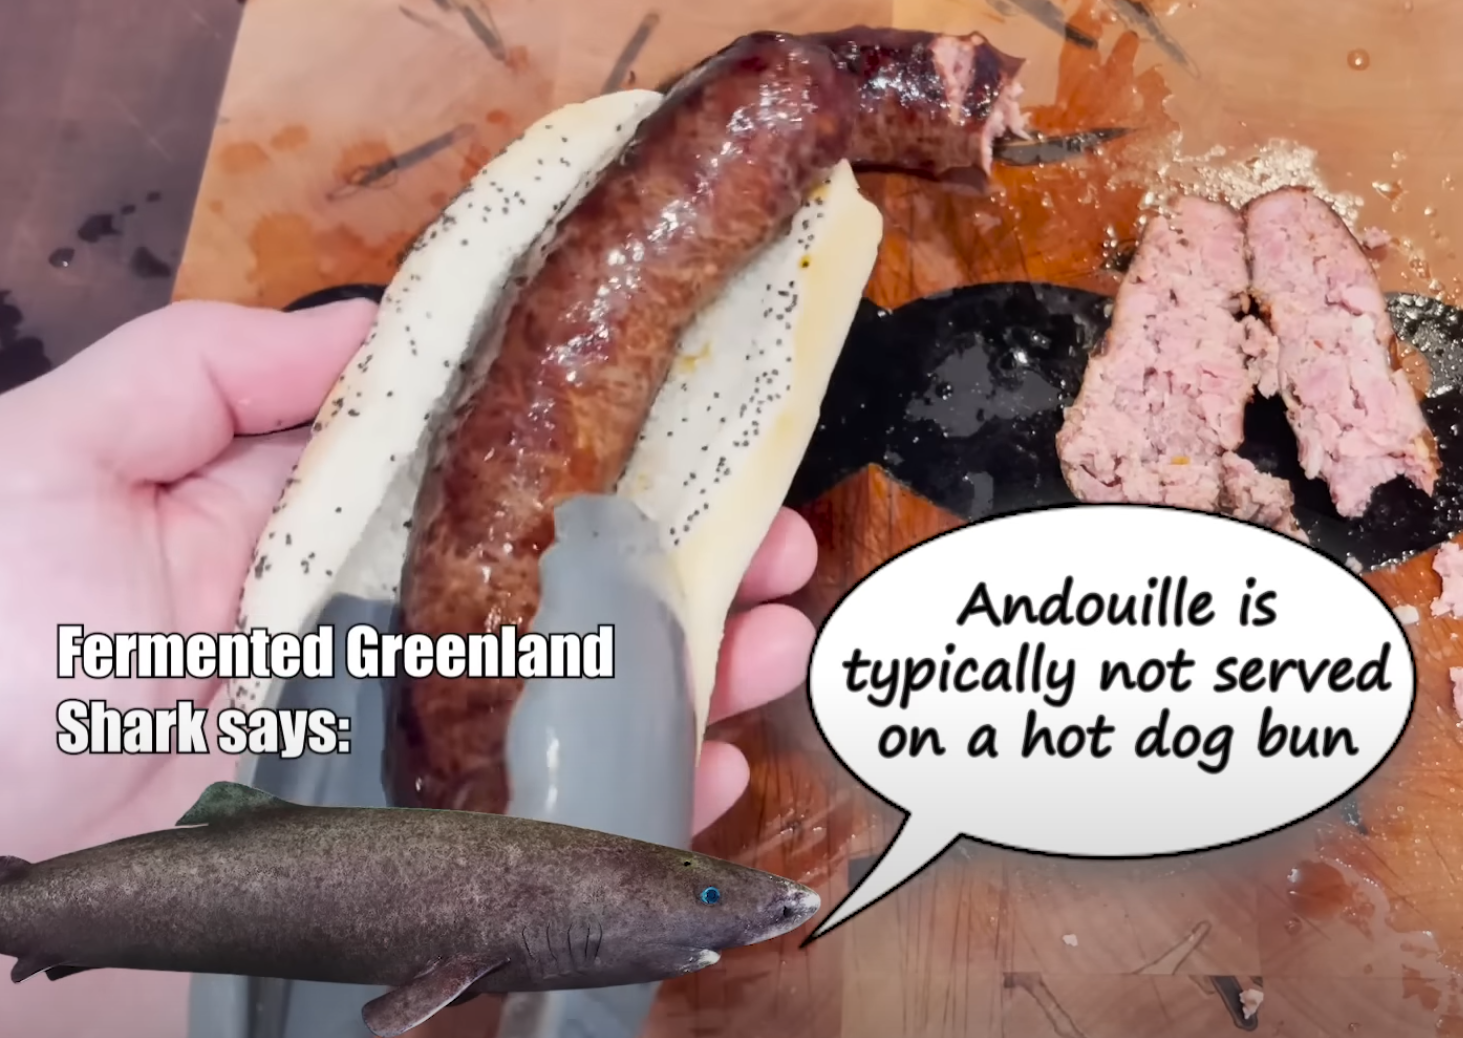 Fermented Greenland
Shark says:
Andouille is
typically not served
on a hot dog bun